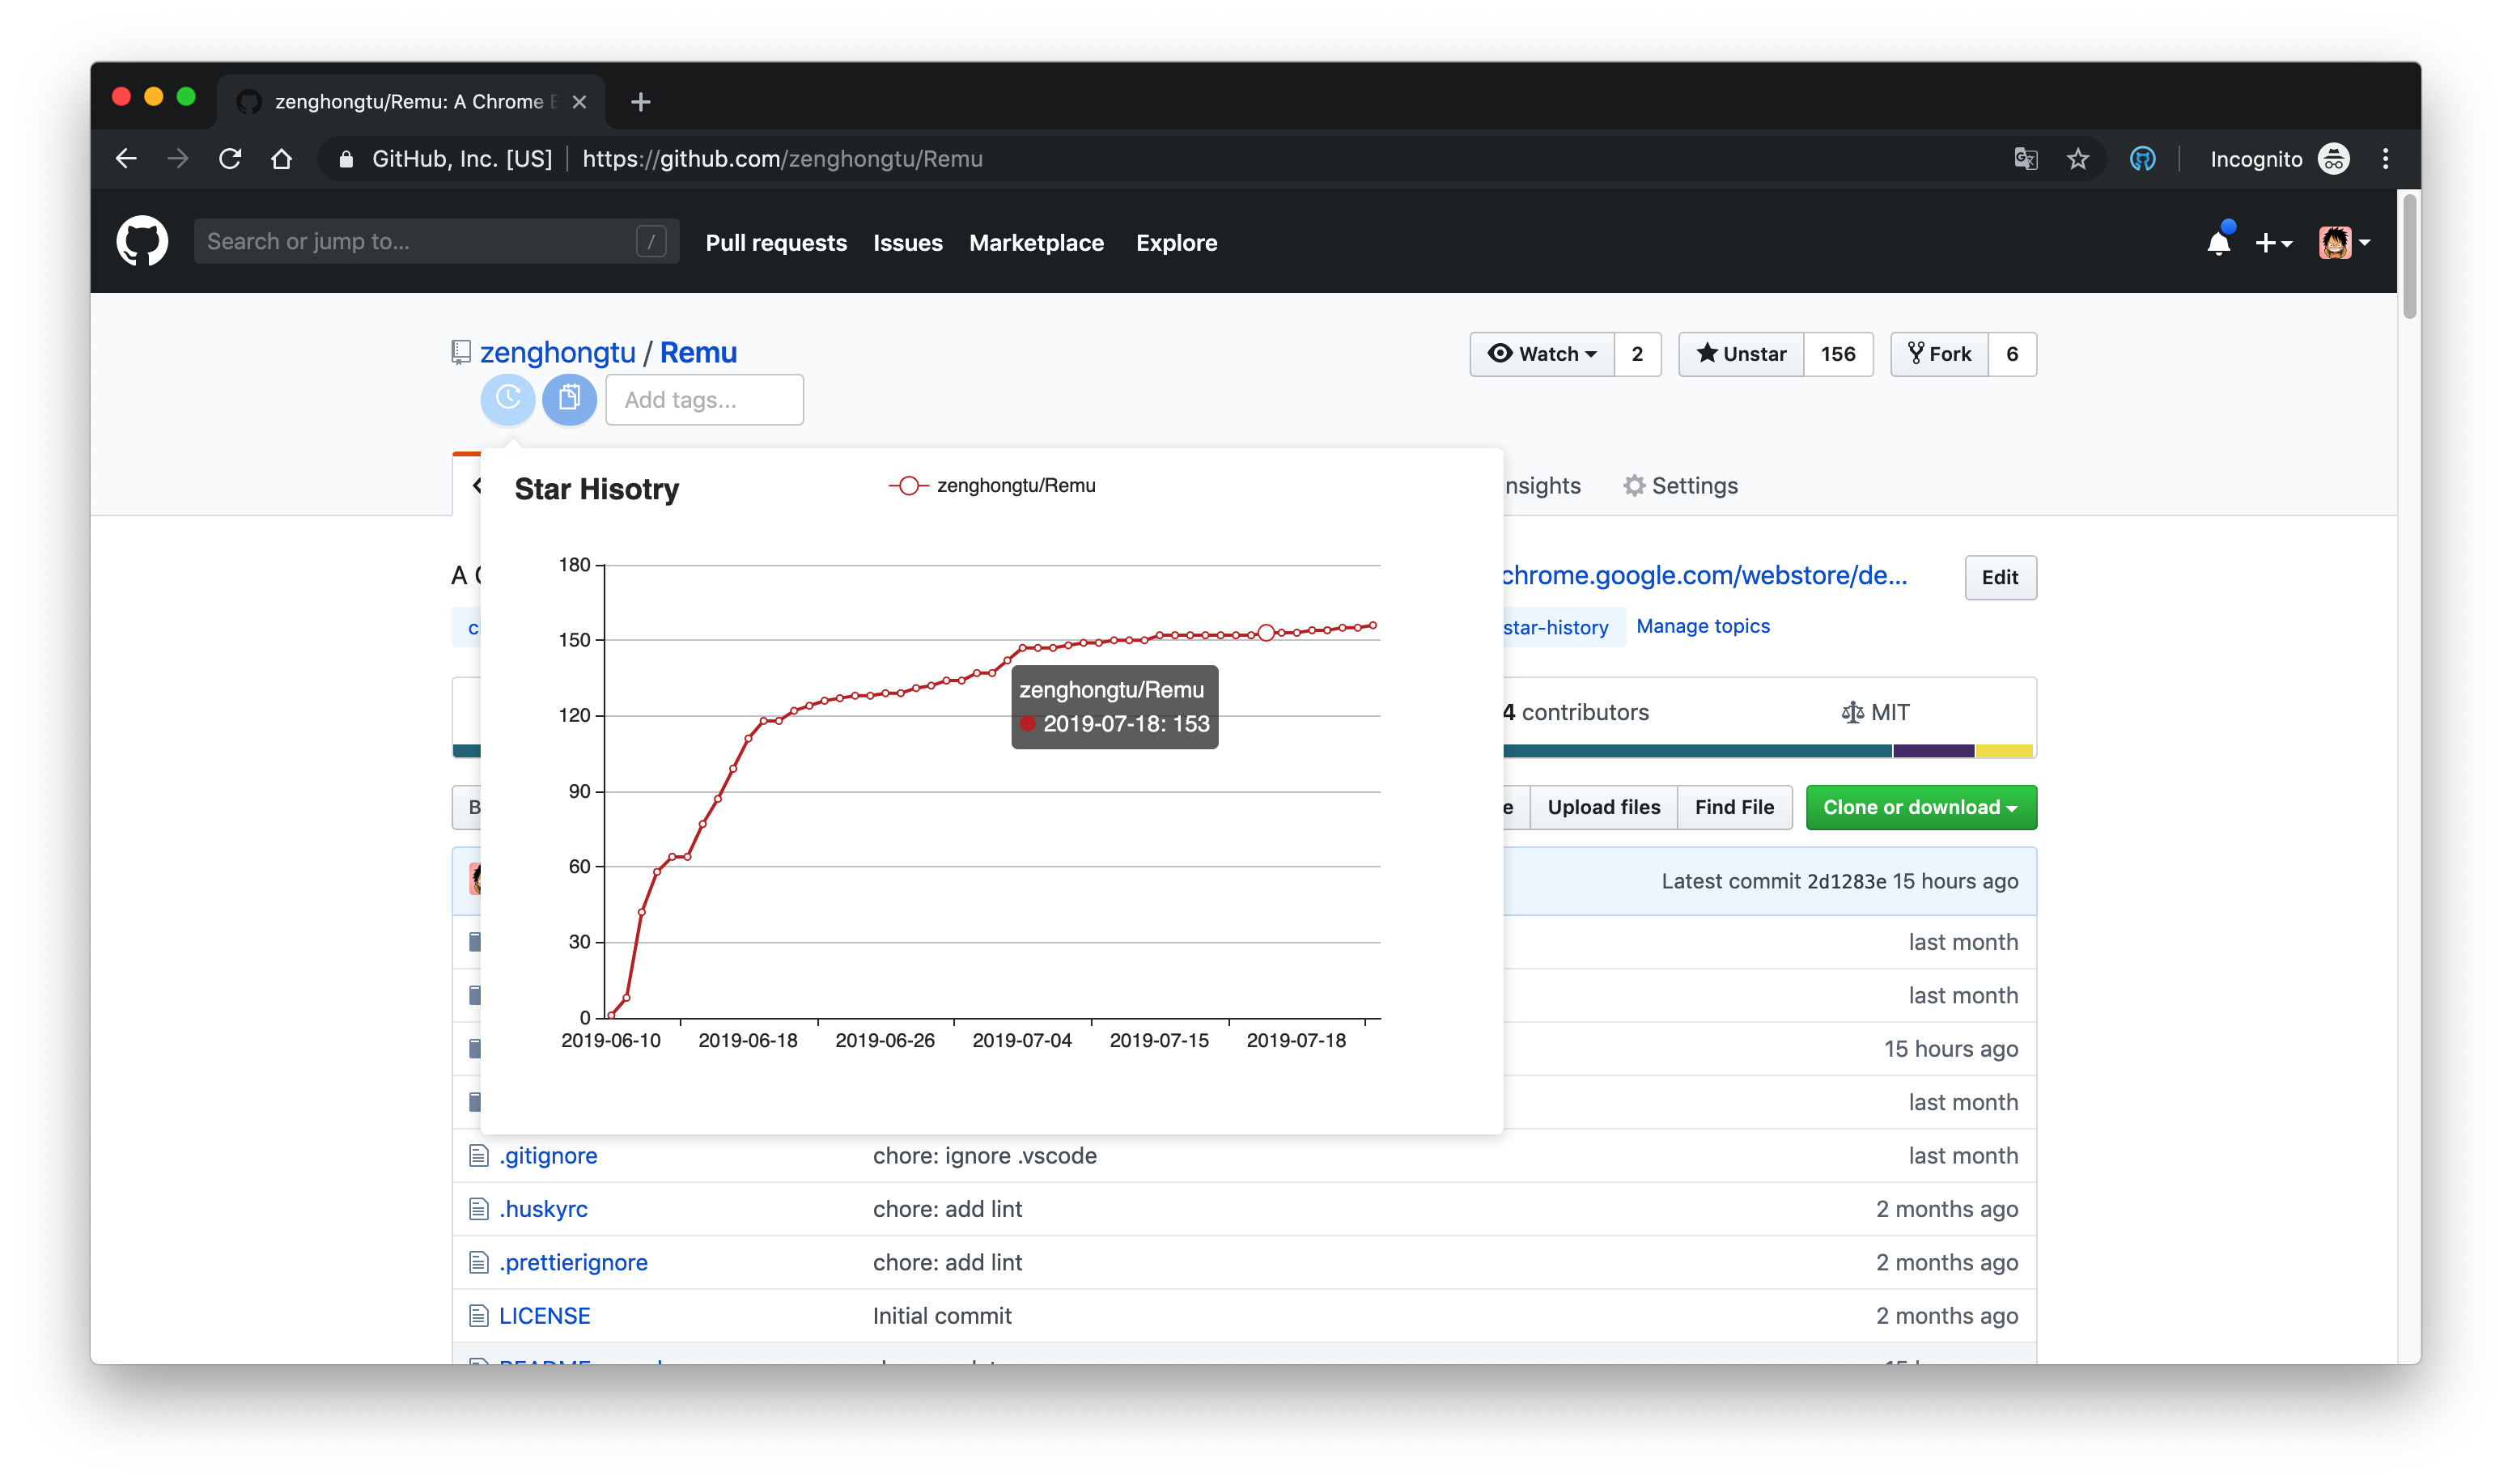 zenghongtu/Remu: A Chrome
GitHub, Inc. [US] https://github.com/zenghongtu/Remu
Incognito
Search or jump to... /
Pull requests Issues Marketplace Explore
zenghongtu / Remu
Watch 2 Unstar 156 Fork 6
Add tags...
Star Hisotry
zenghongtu/Remu
nsights Settings
A C
chrome.google.com/webstore/de... Edit
c
star-history Manage topics
4 contributors MIT
B
e Upload files Find File Clone or download
Latest commit 2d1283e 15 hours ago
180
150
120
90
60
30
0
zenghongtu/Remu
2019-07-18: 153
2019-06-10 2019-06-18 2019-06-26 2019-07-04 2019-07-15 2019-07-18
last month
last month
15 hours ago
last month
.gitignore chore: ignore .vscode last month
.huskyrc chore: add lint 2 months ago
.prettierignore chore: add lint 2 months ago
LICENSE Initial commit 2 months ago